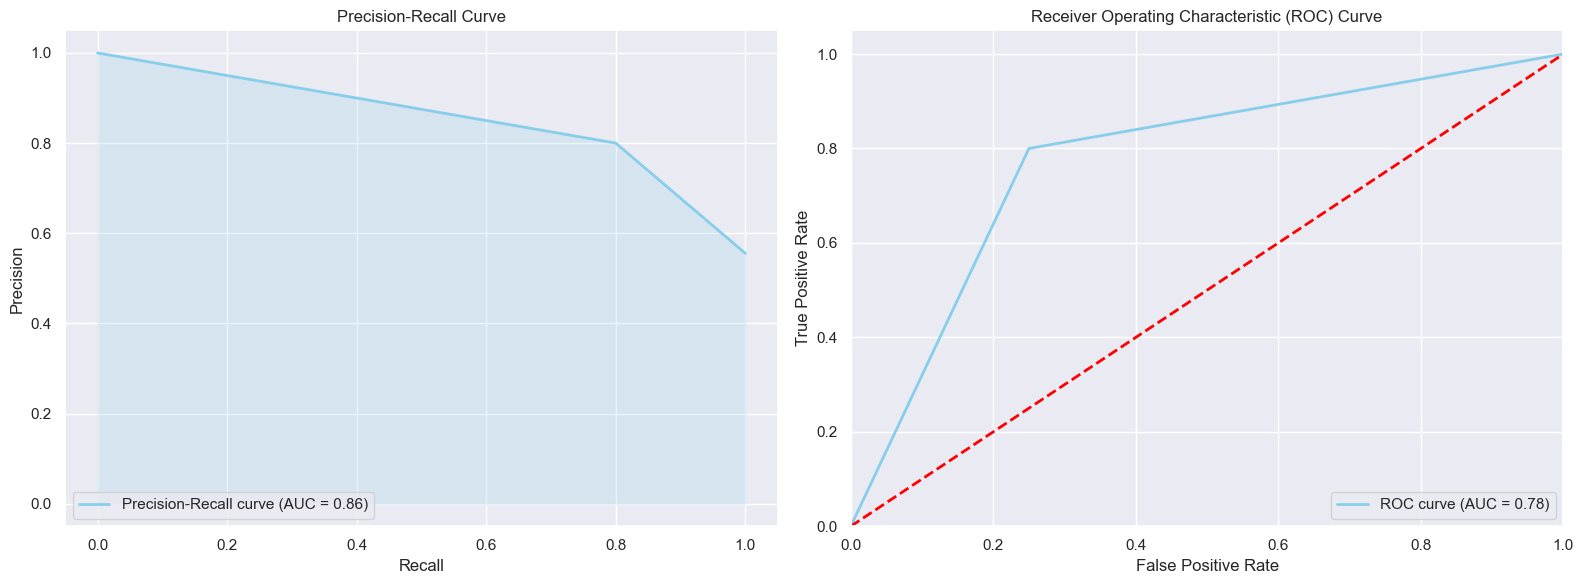 Precision-Recall Curve
1.0
0.8
0.6
0.4
0.2
0.0
Precision
0.0 0.2 0.4 0.6 0.8 1.0
Recall
Precision-Recall curve (AUC = 0.86)
Receiver Operating Characteristic (ROC) Curve
1.0
0.8
0.6
0.4
0.2
0.0
True Positive Rate
0.0 0.2 0.4 0.6 0.8 1.0
False Positive Rate
ROC curve (AUC = 0.78)